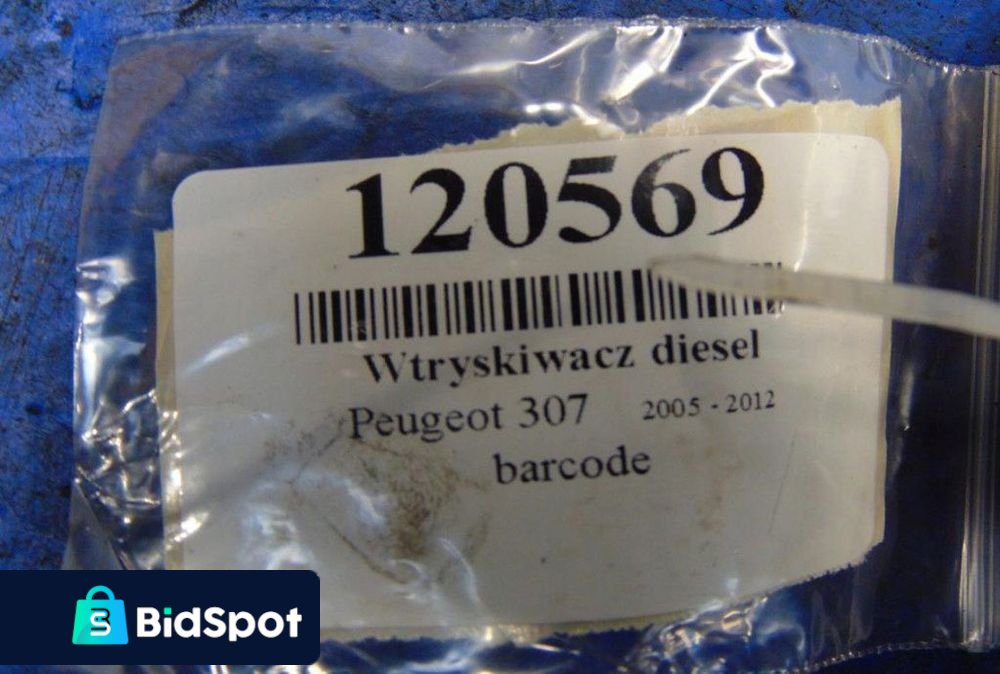 120569
Wtryskiwacz diesel
Peugeot 307 2005 - 2012
barcode
BidSpot